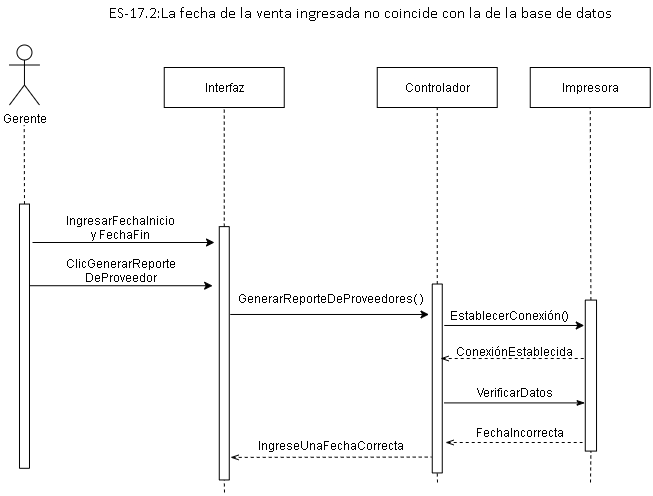 ES-17.2:La fecha de la venta ingresada no coincide con la de la base de datos
Interfaz
Controlador
Impresora
Gerente
IngresarFechaInicio
y FechaFin
ClicGenerarReporte
DeProveedor
GenerarReporteDeProveedores( )
EstablecerConexión()
ConexiónEstablecida
VerificarDatos
FechaIncorrecta
IngreseUnaFechaCorrecta